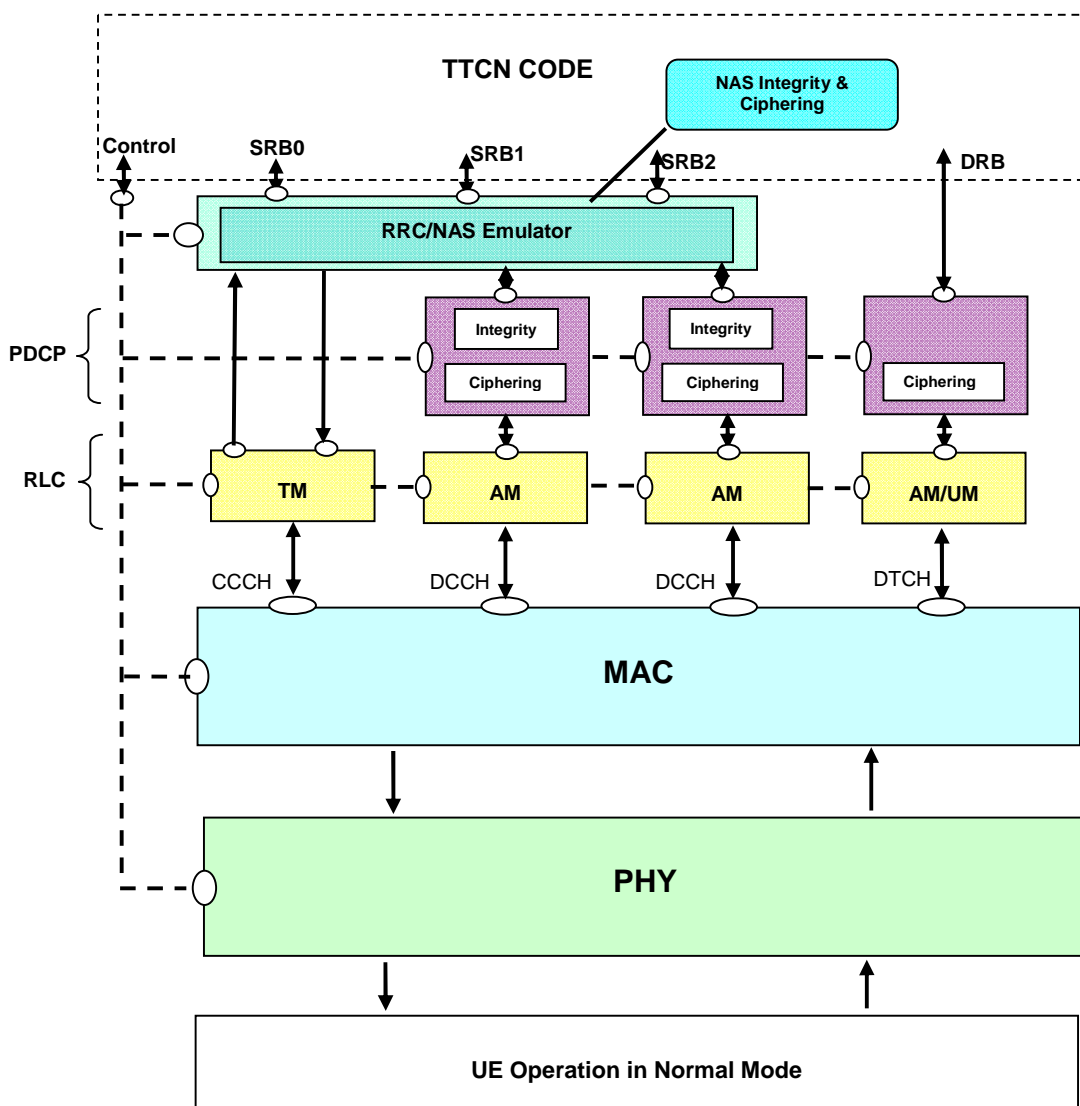 TTCN CODE
NAS Integrity &
Ciphering
Control
SRB0
SRB1
SRB2
DRB
RRC/NAS Emulator
PDCP
Integrity
Ciphering
Integrity
Ciphering
Ciphering
RLC
TM
AM
AM
AM/UM
CCCH
DCCH
DCCH
DTCH
MAC
PHY
UE Operation in Normal Mode